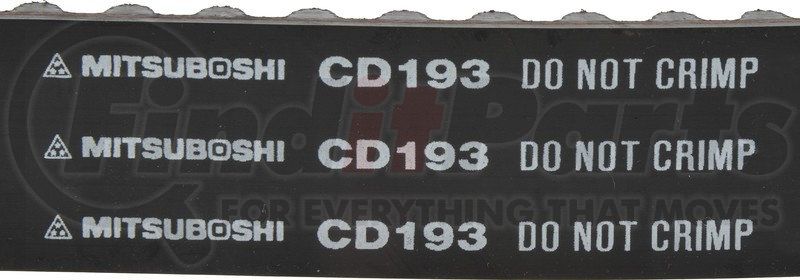 MITSUBOSHI CD193 DO NOT CRIMP
MITSUBOSHI CD193 DO NOT CRIMP
MITSUBOSHI CD193 DO NOT CRIMP
FinditParts
FOR EVERYTHING THAT MOVES